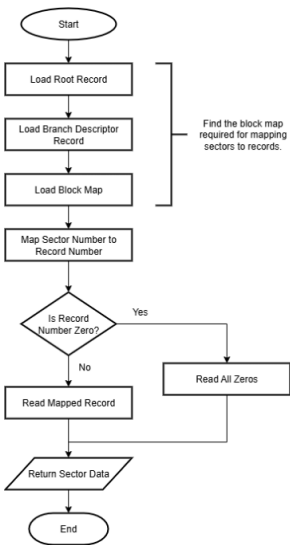 Start
Load Root Record
Load Branch Descriptor
Record
Load Block Map
Find the block map
required for mapping
sectors to records.
Map Sector Number to
Record Number
Is Record
Number Zero?
Yes
No
Read All Zeros
Read Mapped Record
Return Sector Data
End